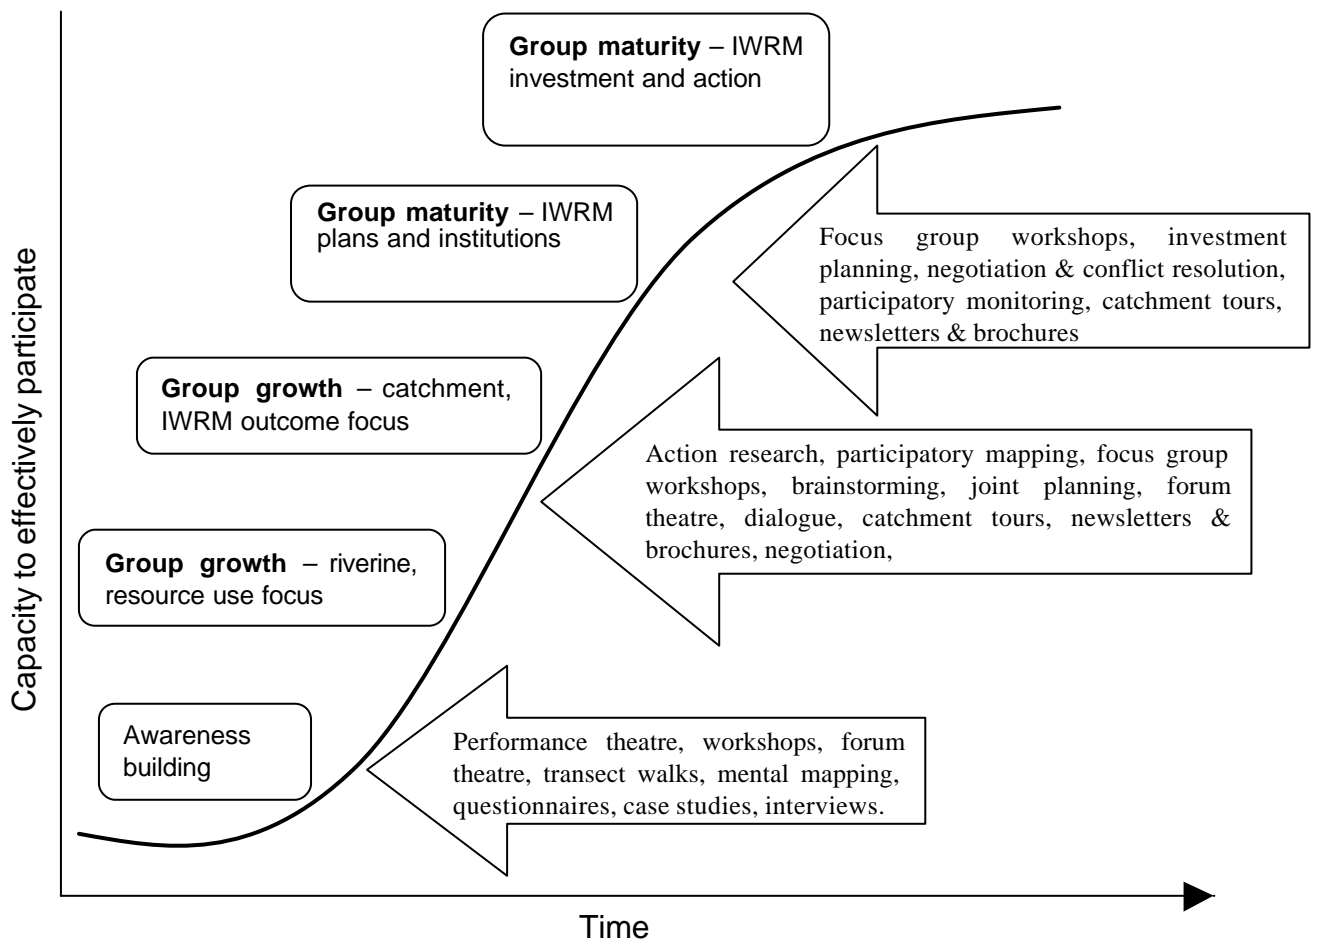 Group maturity – IWRM
investment and action
Group maturity – IWRM
plans and institutions
Focus group workshops, investment
planning, negotiation & conflict resolution,
participatory monitoring, catchment tours,
newsletters & brochures
Group growth – catchment,
IWRM outcome focus
Action research, participatory mapping, focus group
workshops, brainstorming, joint planning, forum
theatre, dialogue, catchment tours, newsletters &
brochures, negotiation,
Group growth – riverine,
resource use focus
Awareness
building
Performance theatre, workshops, forum
theatre, transect walks, mental mapping,
questionnaires, case studies, interviews.
Capacity to effectively participate
Time